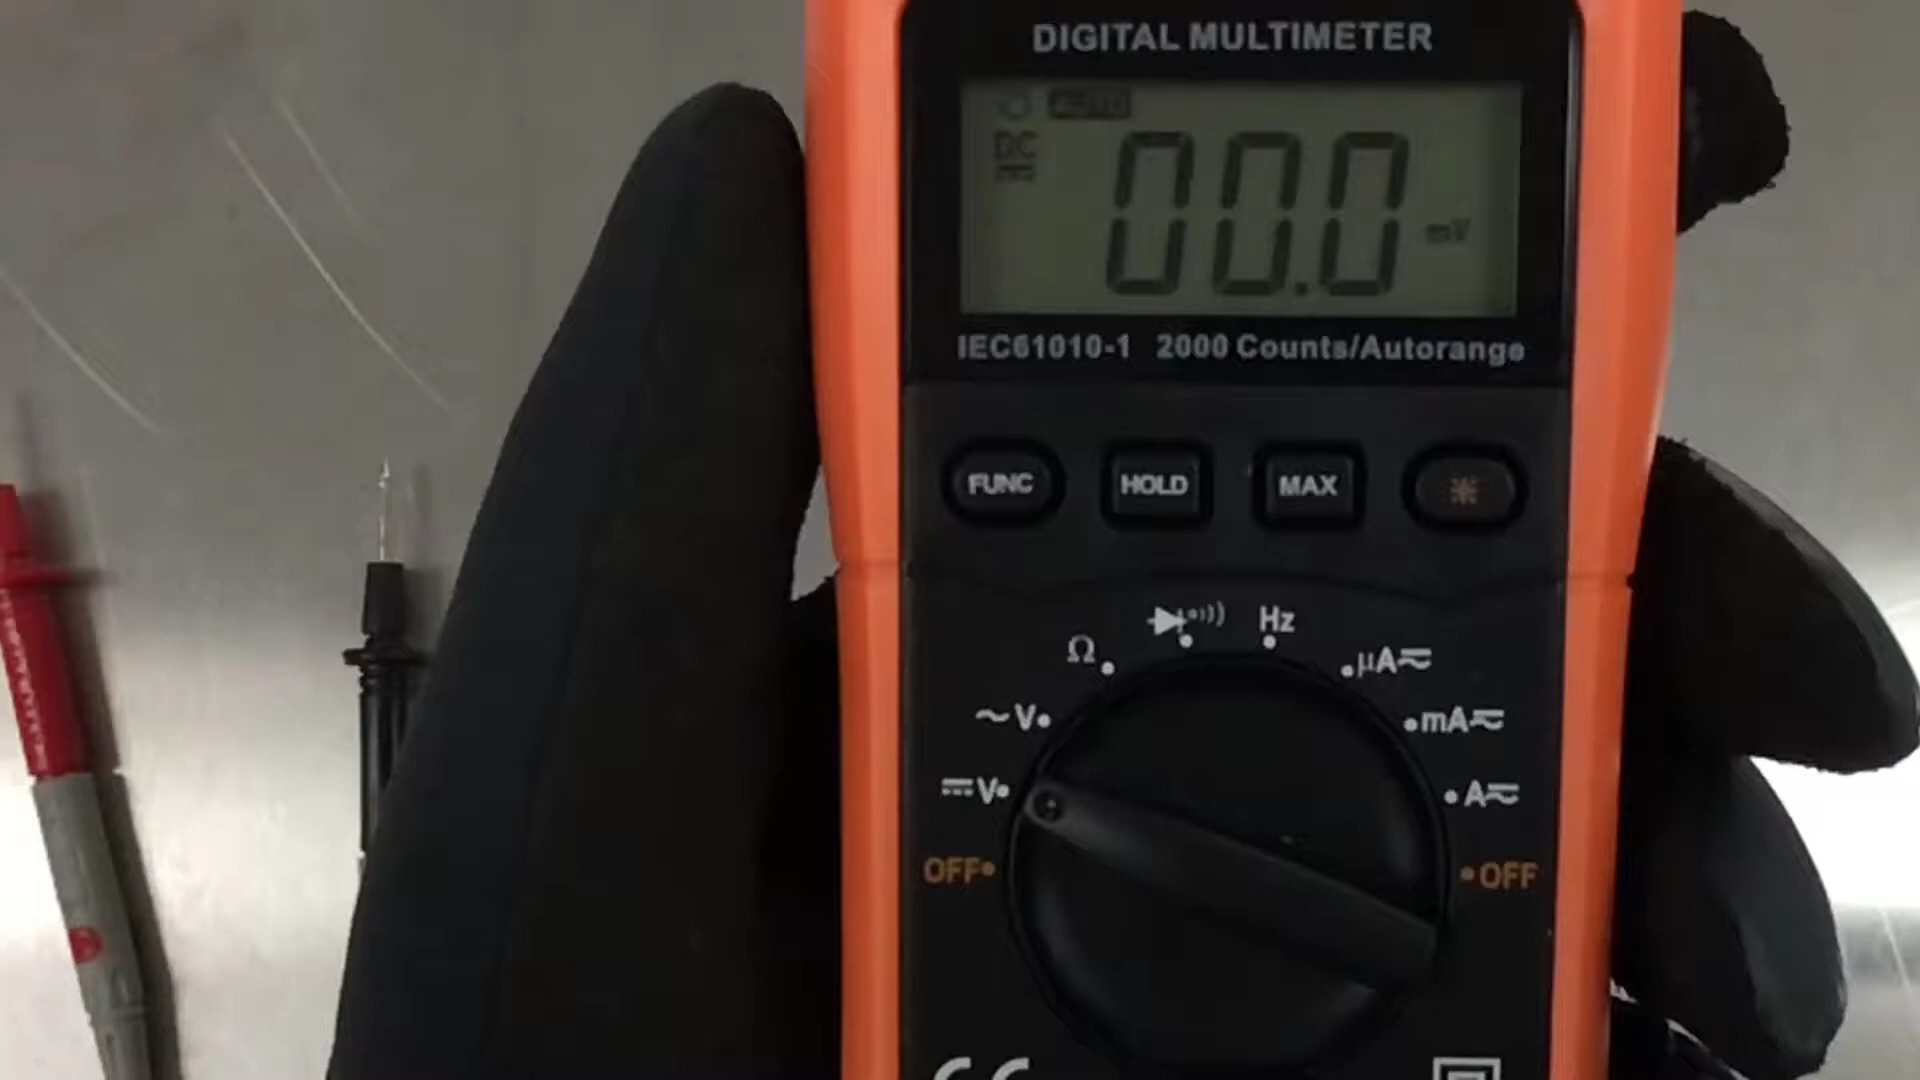 DIGITAL MULTIMETER
DC
00.0 mV
IEC61010-1 2000 Counts/Autorange
FUNC HOLD MAX
Hz
Ω µA
~V mA
V A
OFF OFF
CE